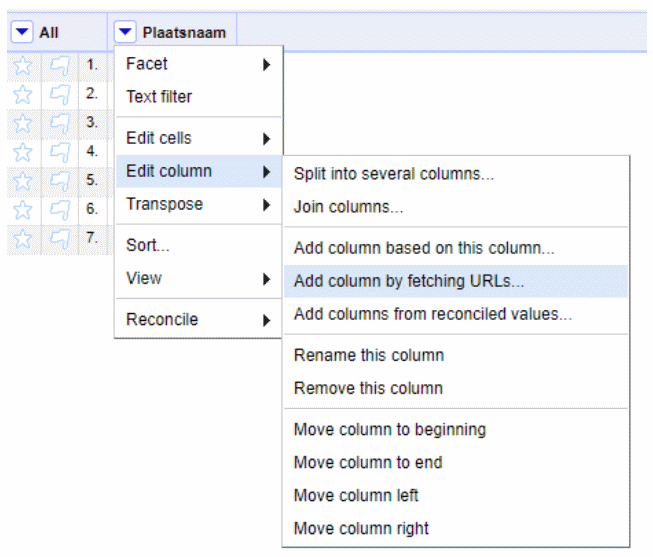 All
Plaatsnaam
1.
2.
3.
4.
5.
6.
7.
Facet
Text filter
Edit cells
Edit column
Transpose
Sort...
View
Reconcile
Split into several columns...
Join columns...
Add column based on this column...
Add column by fetching URLs...
Add columns from reconciled values...
Rename this column
Remove this column
Move column to beginning
Move column to end
Move column left
Move column right